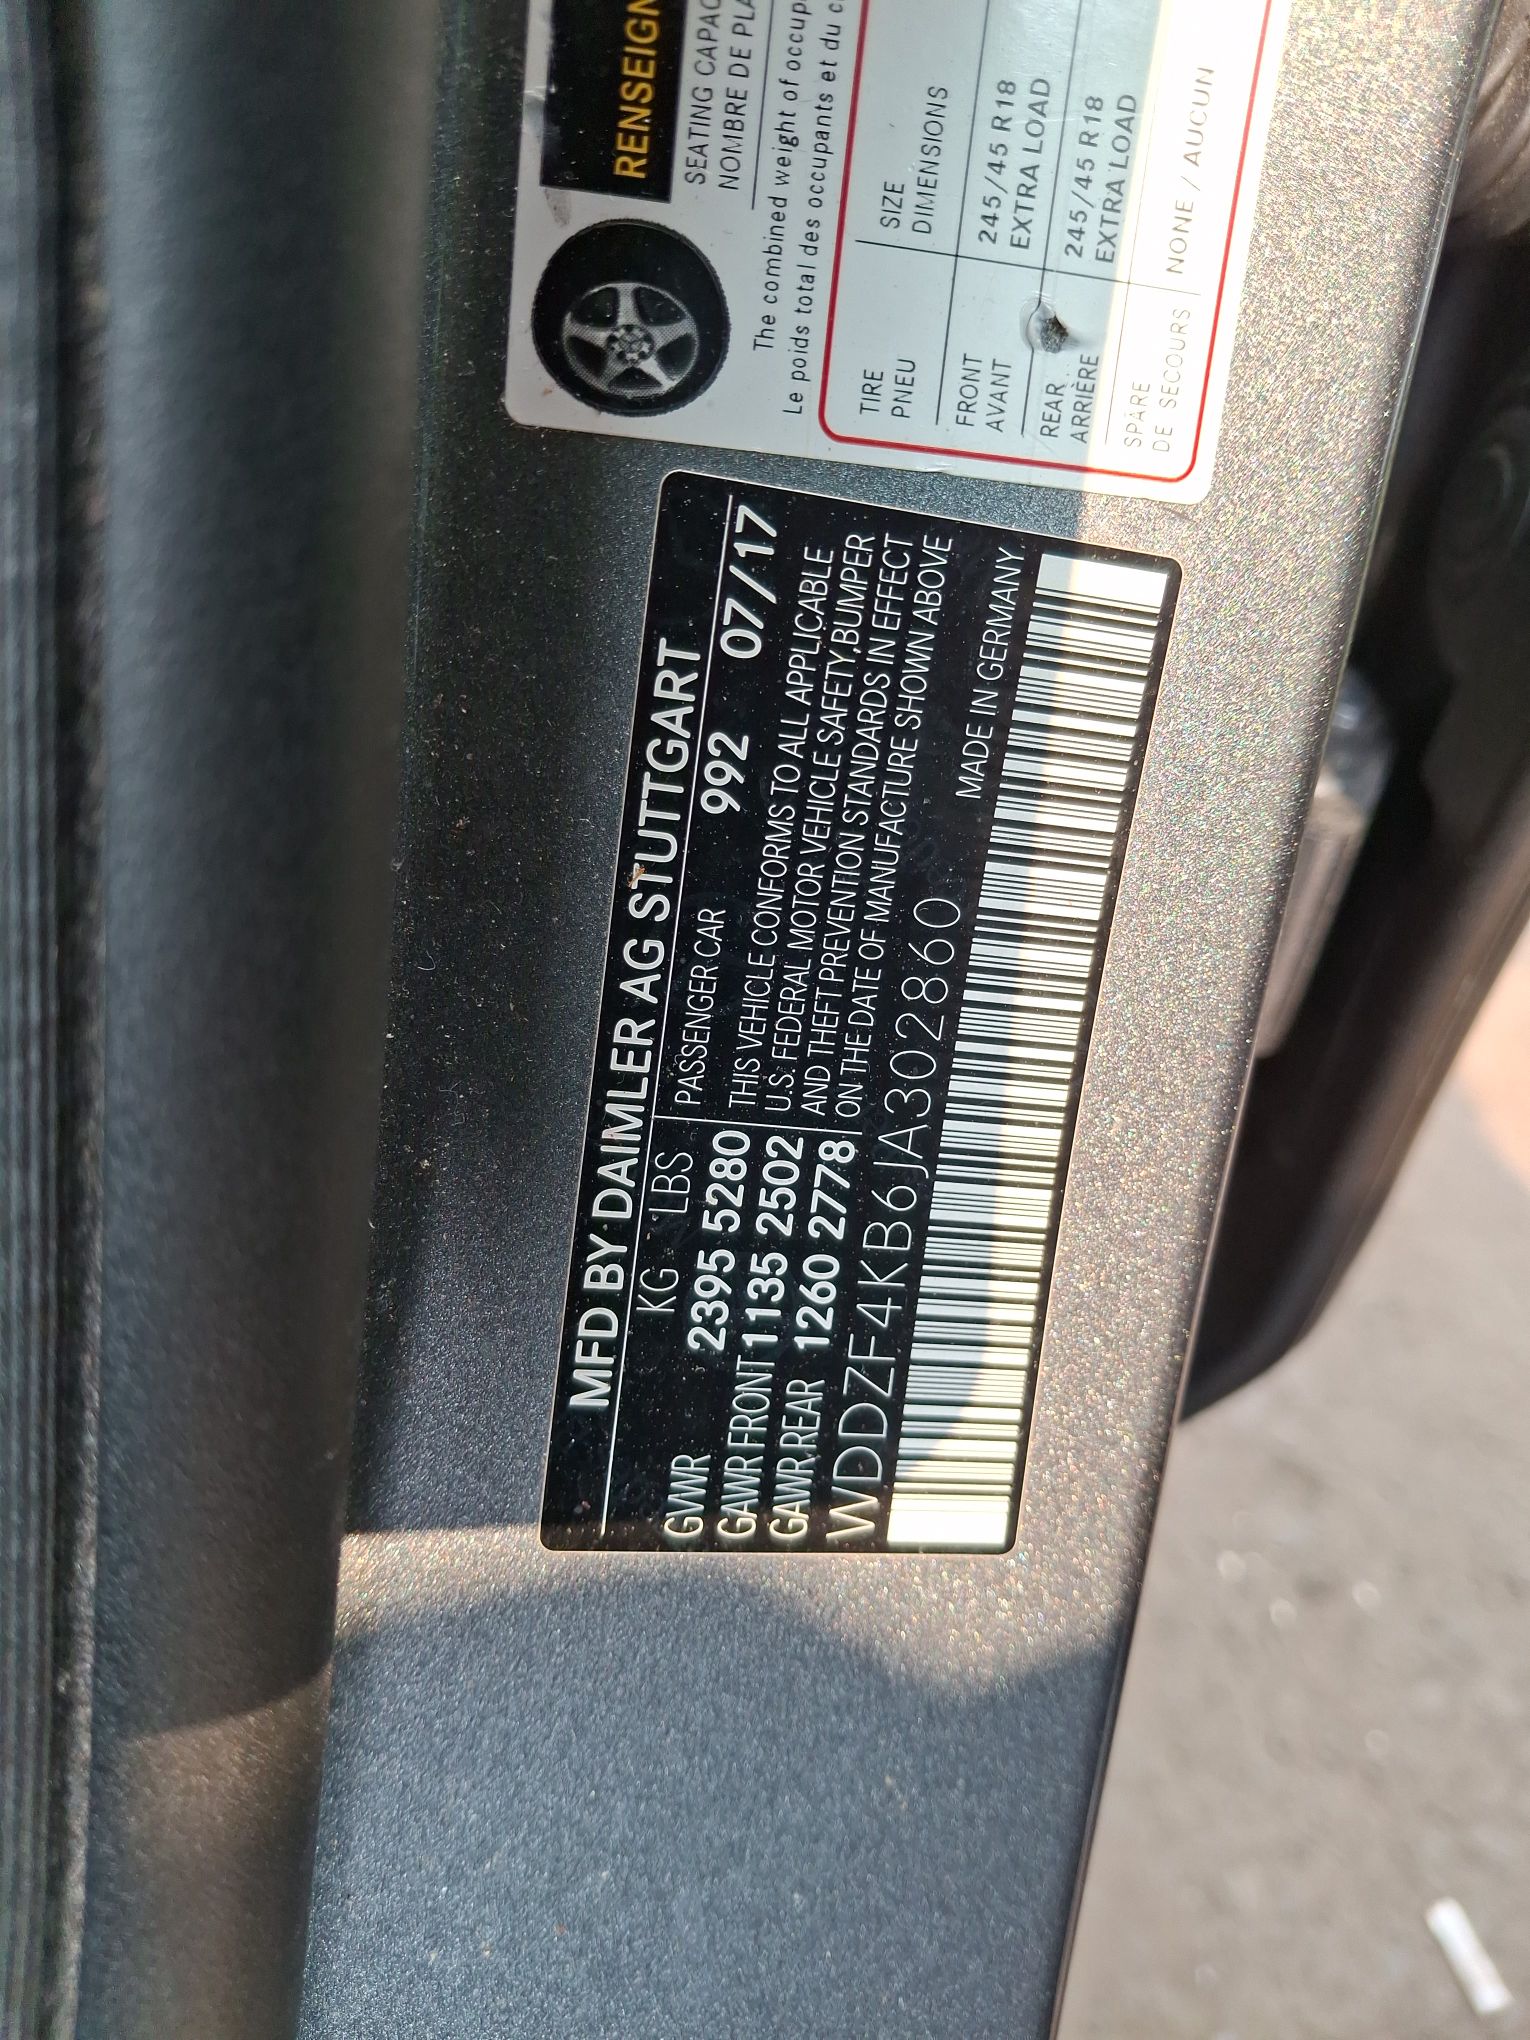 RENSEIGN
SEATING CAPAC
NOMBRE DE PLA
The combined weight of occup
Le poids total des occupants et du c
TIRE SIZE
PNEU DIMENSIONS
FRONT 245/45 R18
AVANT EXTRA LOAD
REAR 245/45 R18
ARRIÈRE EXTRA LOAD
SPARE NONE / AUCUN
DE SECOURS
MFD BY DAIMLER AG STUTTGART
KG LBS PASSENGER CAR 992 07/17
GVWR 2395 5280 THIS VEHICLE CONFORMS TO ALL APPLICABLE
GAWR FRONT 1135 2502 U.S. FEDERAL MOTOR VEHICLE SAFETY,BUMPER
GAWR REAR 1260 2778 AND THEFT PREVENTION STANDARDS IN EFFECT
ON THE DATE OF MANUFACTURE SHOWN ABOVE
WDDZF4KB6JA302860 MADE IN GERMANY